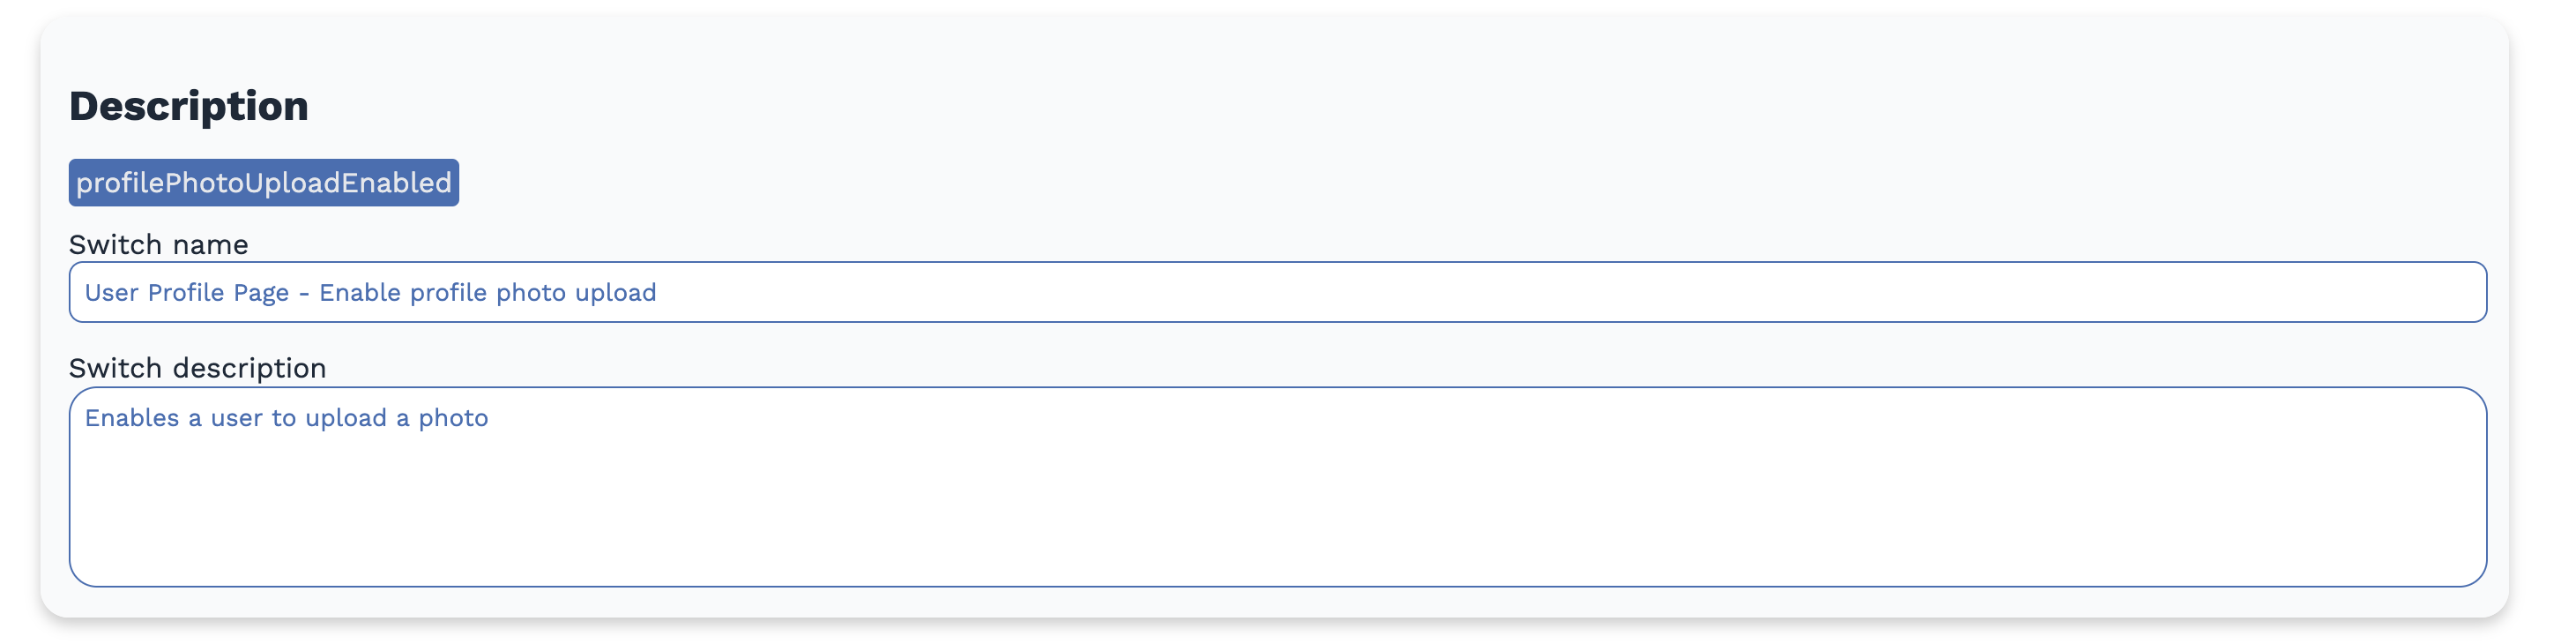 Description
profilePhotoUploadEnabled
Switch name
User Profile Page - Enable profile photo upload
Switch description
Enables a user to upload a photo